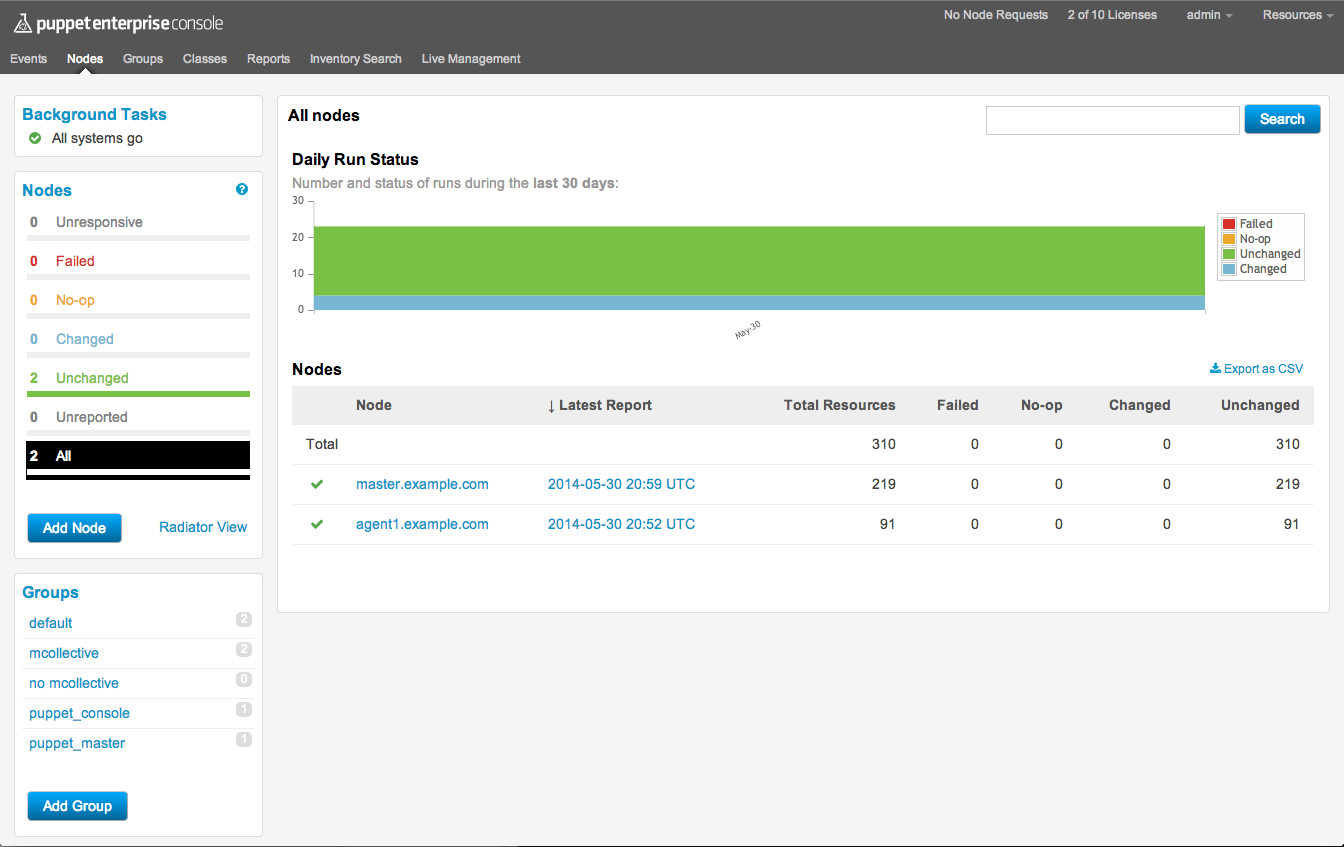 puppet enterprise console
No Node Requests 2 of 10 Licenses admin Resources
Events Nodes Groups Classes Reports Inventory Search Live Management
Background Tasks
All systems go
Nodes ?
0 Unresponsive
0 Failed
0 No-op
0 Changed
2 Unchanged
0 Unreported
2 All
Add Node Radiator View
Groups
default 2
mcollective 2
no mcollective 0
puppet_console 1
puppet_master 1
Add Group
All nodes
Search
Daily Run Status
Number and status of runs during the last 30 days:
30
20
10
0
May-30
Failed
No-op
Unchanged
Changed
Nodes
Export as CSV
Node ↓ Latest Report Total Resources Failed No-op Changed Unchanged
Total 310 0 0 0 310
master.example.com 2014-05-30 20:59 UTC 219 0 0 0 219
agent1.example.com 2014-05-30 20:52 UTC 91 0 0 0 91